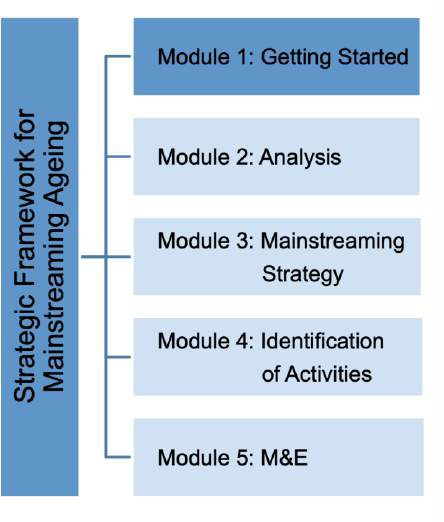 Strategic Framework for
Mainstreaming Ageing
Module 1: Getting Started
Module 2: Analysis
Module 3: Mainstreaming
Strategy
Module 4: Identification
of Activities
Module 5: M&E